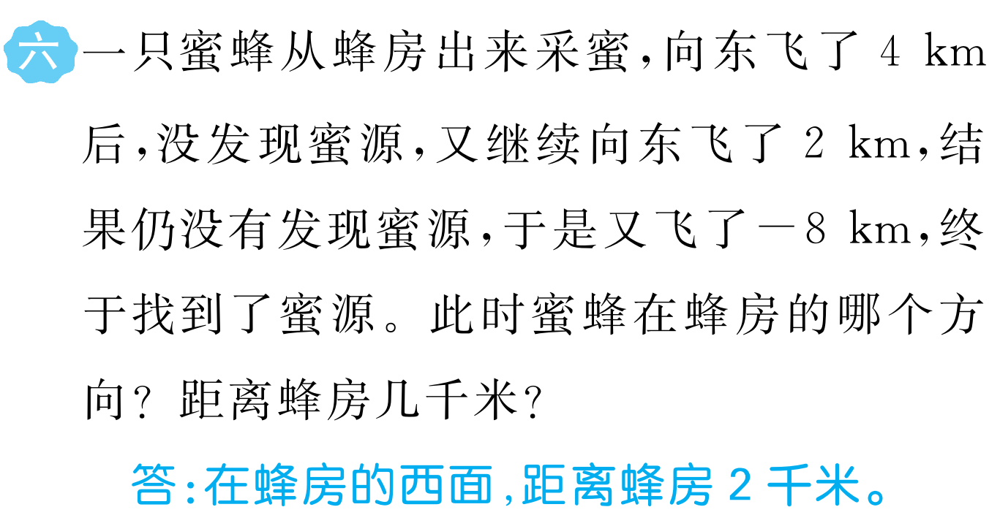 六 一只蜜蜂从蜂房出来采蜜,向东飞了 4 km
后,没发现蜜源,又继续向东飞了 2 km,结
果仍没有发现蜜源,于是又飞了－8 km,终
于找到了蜜源。此时蜜蜂在蜂房的哪个方
向？距离蜂房几千米？
答:在蜂房的西面,距离蜂房 2 千米。